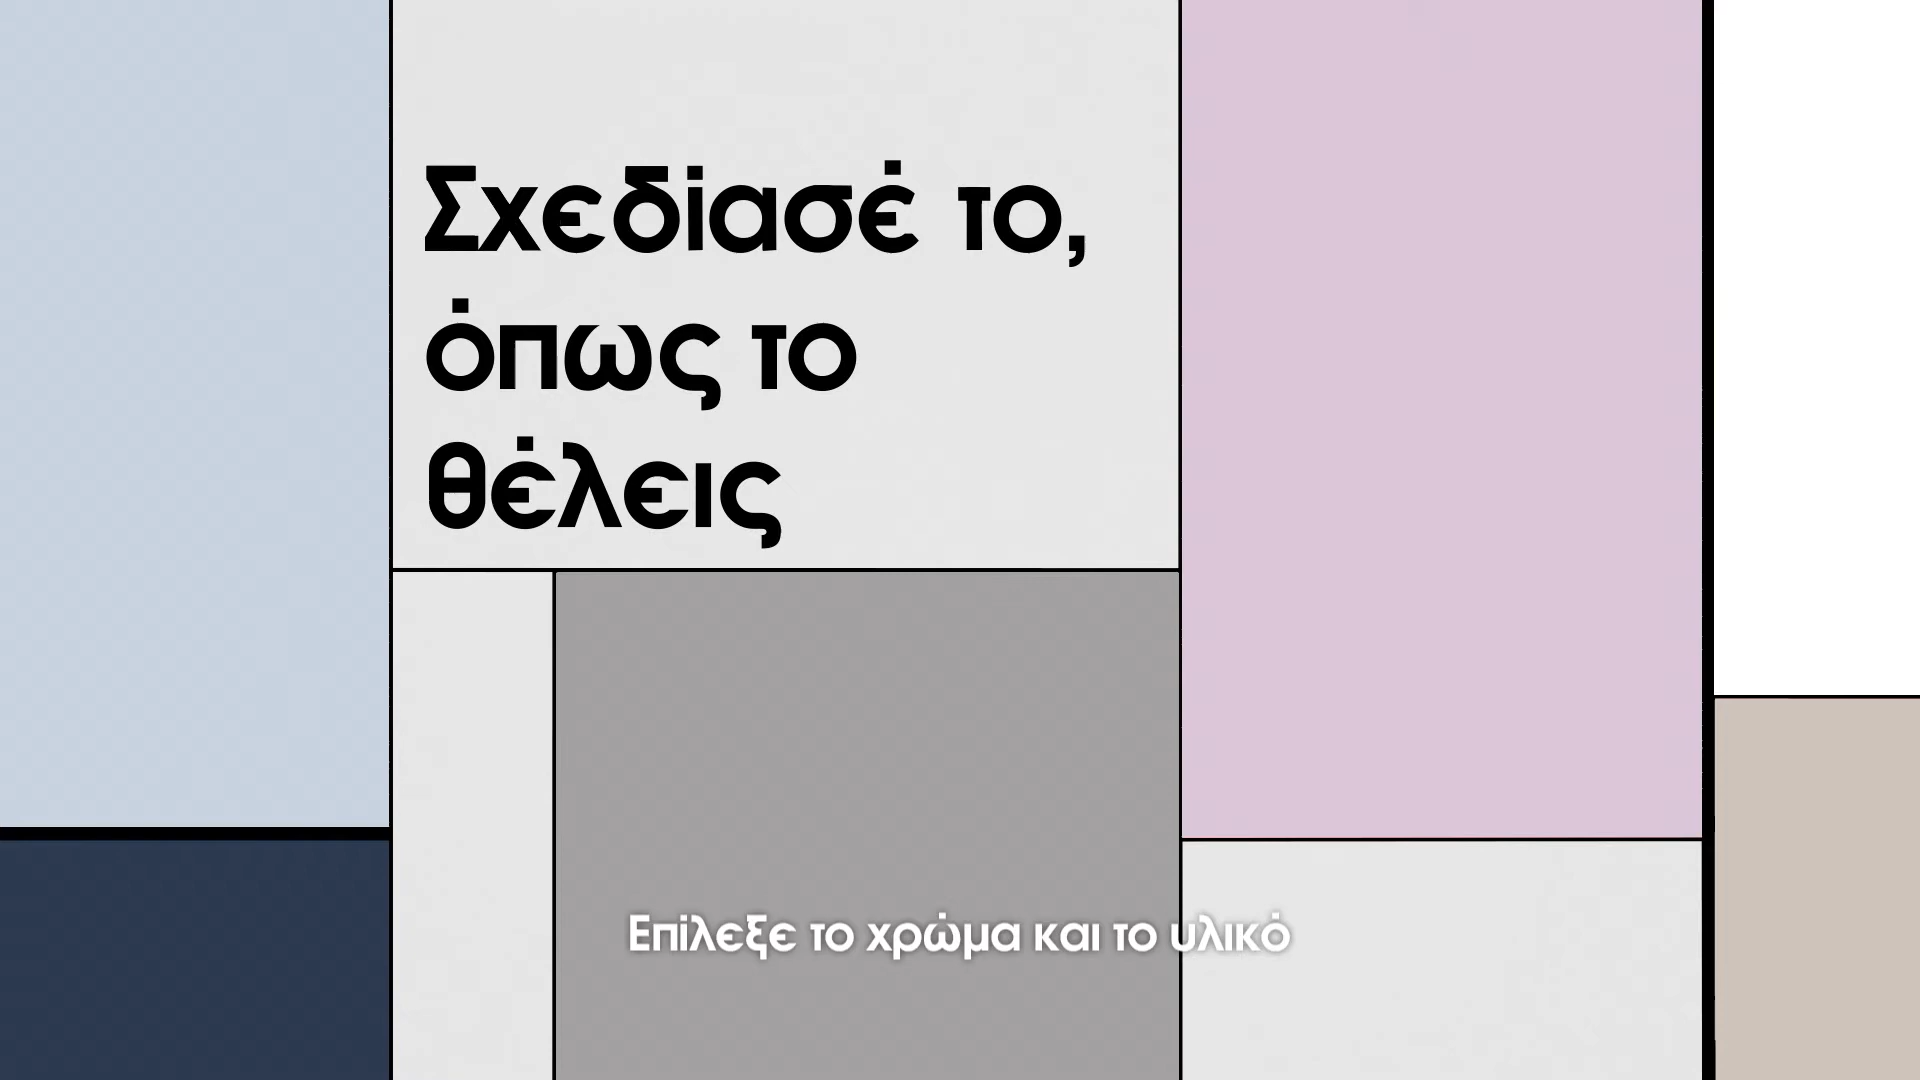 Σχεδίασέ το,
όπως το
θέλεις
Επίλεξε το χρώμα και το υλικό